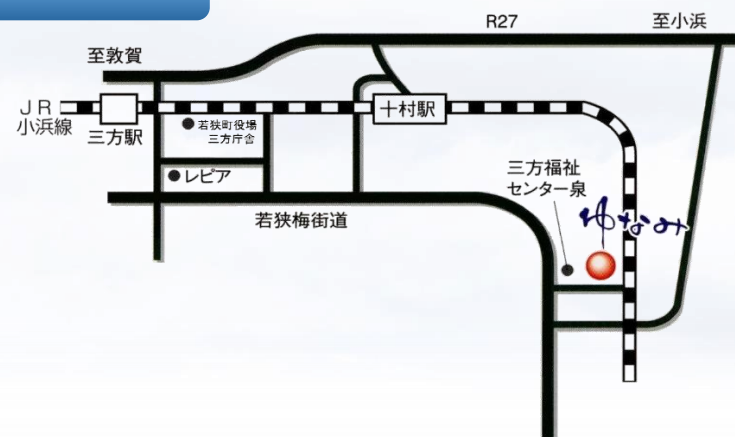 R27
至小浜
至敦賀
JR
小浜線
三方駅
若狭町役場
三方庁舎
十村駅
レピア
三方福祉
センター泉
ゆなみ
若狭梅街道